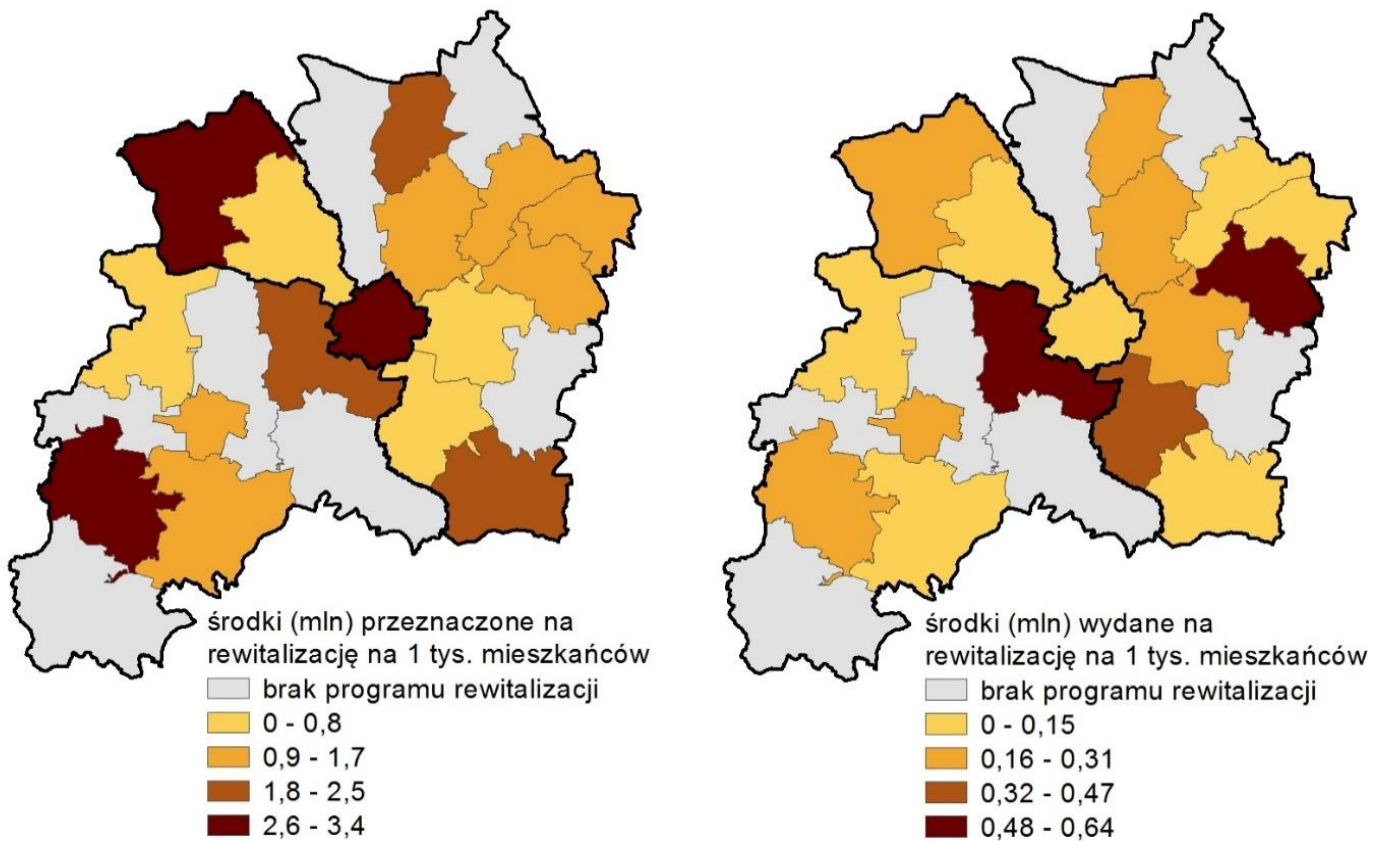 środki (mln) przeznaczone na
rewitalizację na 1 tys. mieszkańców
brak programu rewitalizacji
0 - 0,8
0,9 - 1,7
1,8 - 2,5
2,6 - 3,4
środki (mln) wydane na
rewitalizację na 1 tys. mieszkańców
brak programu rewitalizacji
0 - 0,15
0,16 - 0,31
0,32 - 0,47
0,48 - 0,64